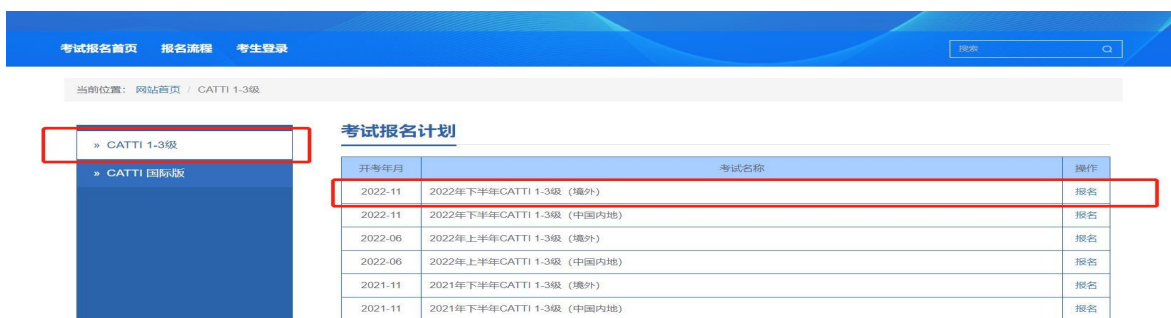 考试报名首页 报名流程 考生登录 搜索
当前位置： 网站首页 / CATTI 1-3级
考试报名计划
» CATTI 1-3级
» CATTI 国际版
开考年月 考试名称 操作
2022-11 2022年下半年CATTI 1-3级（境外） 报名
2022-11 2022年下半年CATTI 1-3级（中国内地） 报名
2022-06 2022年上半年CATTI 1-3级（境外） 报名
2022-06 2022年上半年CATTI 1-3级（中国内地） 报名
2021-11 2021年下半年CATTI 1-3级（境外） 报名
2021-11 2021年下半年CATTI 1-3级（中国内地） 报名